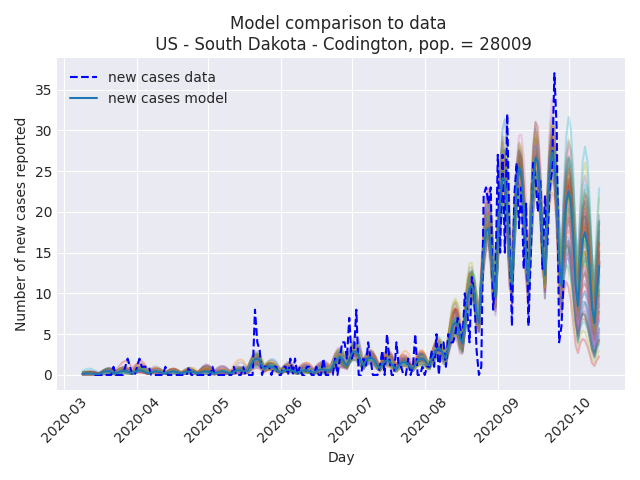 Model comparison to data
US - South Dakota - Codington, pop. = 28009
new cases data
new cases model
Number of new cases reported
35
30
25
20
15
10
5
0
2020-03
2020-04
2020-05
2020-06
2020-07
2020-08
2020-09
2020-10
Day